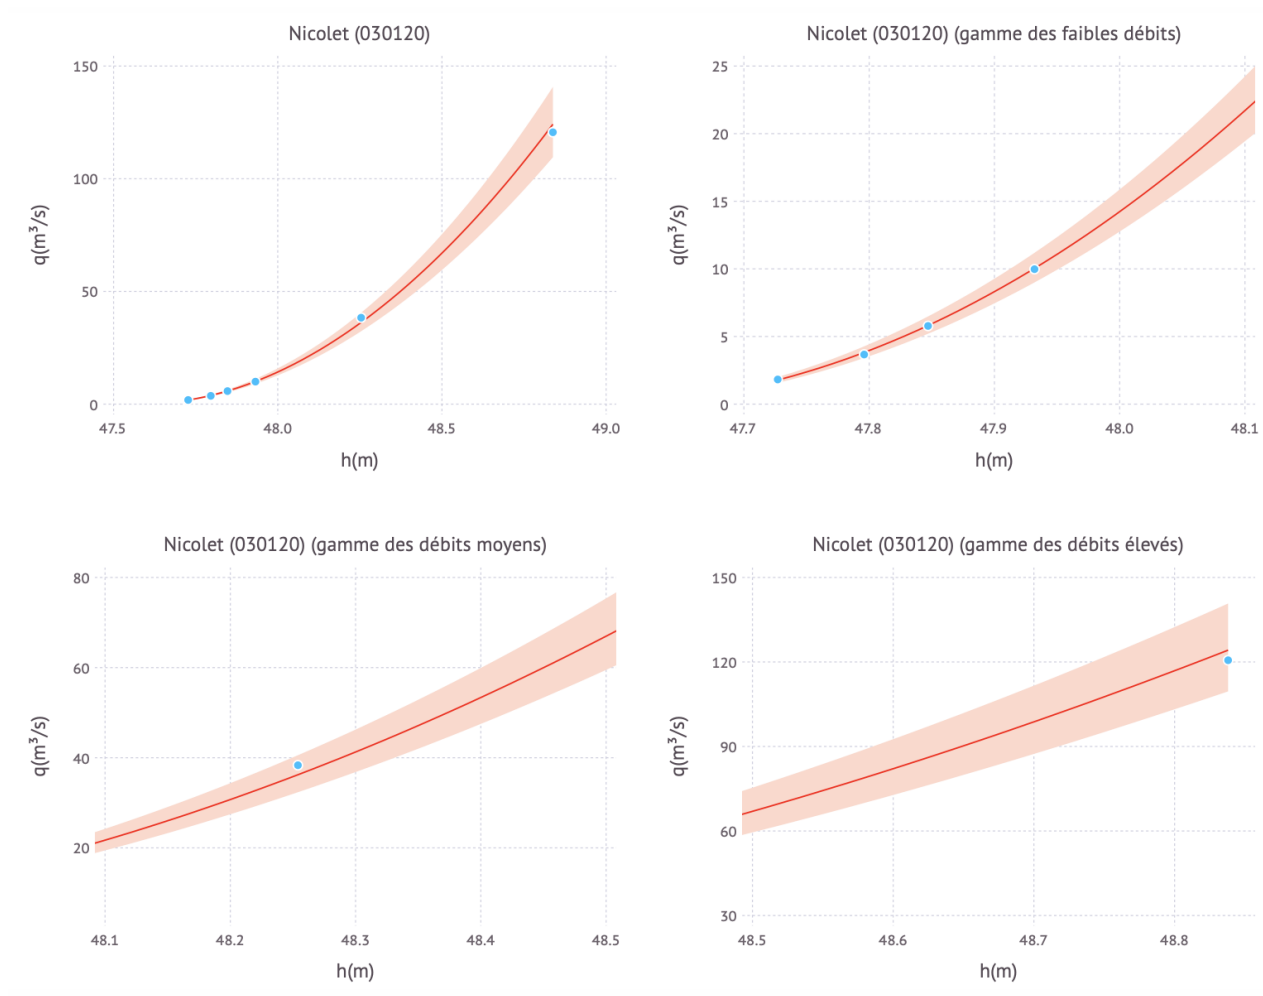 Nicolet (030120)
150
100
50
0
q(m³/s)
47.5 48.0 48.5 49.0
h(m)
Nicolet (030120) (gamme des faibles débits)
25
20
15
10
5
0
q(m³/s)
47.7 47.8 47.9 48.0 48.1
h(m)
Nicolet (030120) (gamme des débits moyens)
80
60
40
20
q(m³/s)
48.1 48.2 48.3 48.4 48.5
h(m)
Nicolet (030120) (gamme des débits élevés)
150
120
90
60
30
q(m³/s)
48.5 48.6 48.7 48.8
h(m)